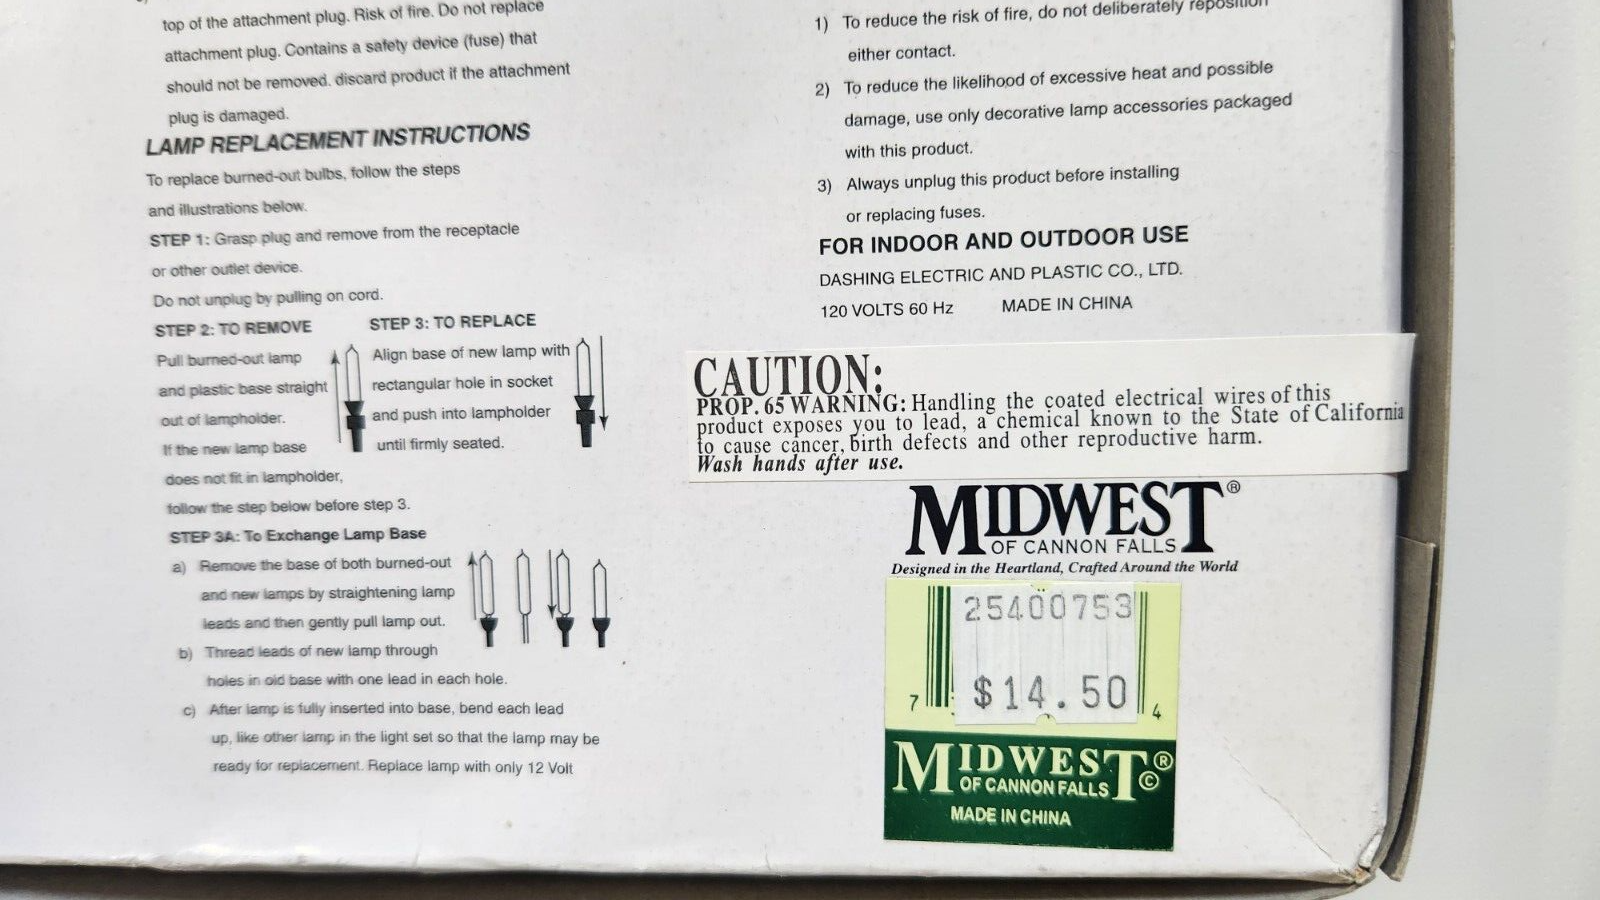 top of the attachment plug. Risk of fire. Do not replace
attachment plug. Contains a safety device (fuse) that
should not be removed. discard product if the attachment
plug is damaged.
LAMP REPLACEMENT INSTRUCTIONS
To replace burned-out bulbs, follow the steps
and illustrations below.
STEP 1: Grasp plug and remove from the receptacle
or other outlet device.
Do not unplug by pulling on cord.
STEP 2: TO REMOVE
Pull burned-out lamp
and plastic base straight
out of lampholder.
If the new lamp base
does not fit in lampholder,
follow the step below before step 3.
STEP 3: TO REPLACE
Align base of new lamp with
rectangular hole in socket
and push into lampholder
until firmly seated.
STEP 3A: To Exchange Lamp Base
a) Remove the base of both burned-out
and new lamps by straightening lamp
leads and then gently pull lamp out.
b) Thread leads of new lamp through
holes in old base with one lead in each hole.
c) After lamp is fully inserted into base, bend each lead
up, like other lamp in the light set so that the lamp may be
ready for replacement. Replace lamp with only 12 Volt
1) To reduce the risk of fire, do not deliberately reposition
either contact.
2) To reduce the likelihood of excessive heat and possible
damage, use only decorative lamp accessories packaged
with this product.
3) Always unplug this product before installing
or replacing fuses.
FOR INDOOR AND OUTDOOR USE
DASHING ELECTRIC AND PLASTIC CO., LTD.
120 VOLTS 60 Hz MADE IN CHINA
CAUTION:
PROP. 65 WARNING: Handling the coated electrical wires of this
product exposes you to lead, a chemical known to the State of California
to cause cancer, birth defects and other reproductive harm.
Wash hands after use.
MIDWEST®
OF CANNON FALLS
Designed in the Heartland, Crafted Around the World
25400753
$14.50
7 4
MIDWEST®©
OF CANNON FALLS
MADE IN CHINA